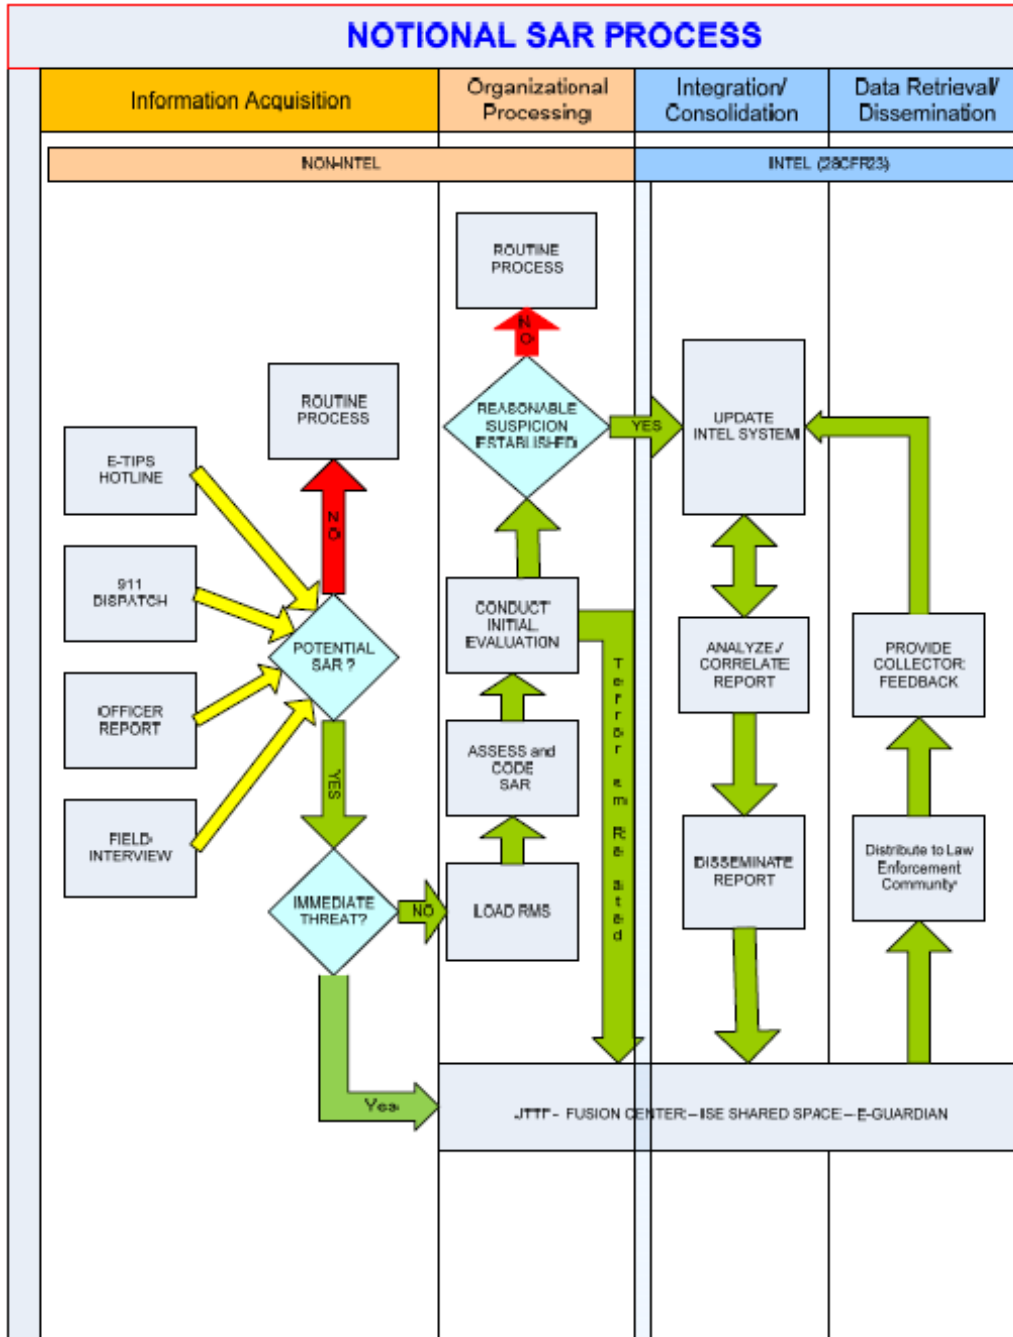 NOTIONAL SAR PROCESS
Information Acquisition
Organizational
Processing
Integration/
Consolidation
Data Retrieval/
Dissemination
NON-INTEL
INTEL (28CFR23)
ROUTINE
PROCESS
NO
REASONABLE
SUSPICION
ESTABLISHED
YES
UPDATE
INTEL SYSTEM
ROUTINE
PROCESS
NO
E-TIPS
HOTLINE
911
DISPATCH
OFFICER
REPORT
FIELD
INTERVIEW
POTENTIAL
SAR ?
YES
IMMEDIATE
THREAT?
NO
Yes
CONDUCT
INITIAL
EVALUATION
ASSESS and
CODE
SAR
LOAD RMS
Terrorism Related
ANALYZE /
CORRELATE
REPORT
DISSEMINATE
REPORT
PROVIDE
COLLECTOR
FEEDBACK
Distribute to Law
Enforcement
Community
JTTF - FUSION CENTER – ISE SHARED SPACE – E-GUARDIAN